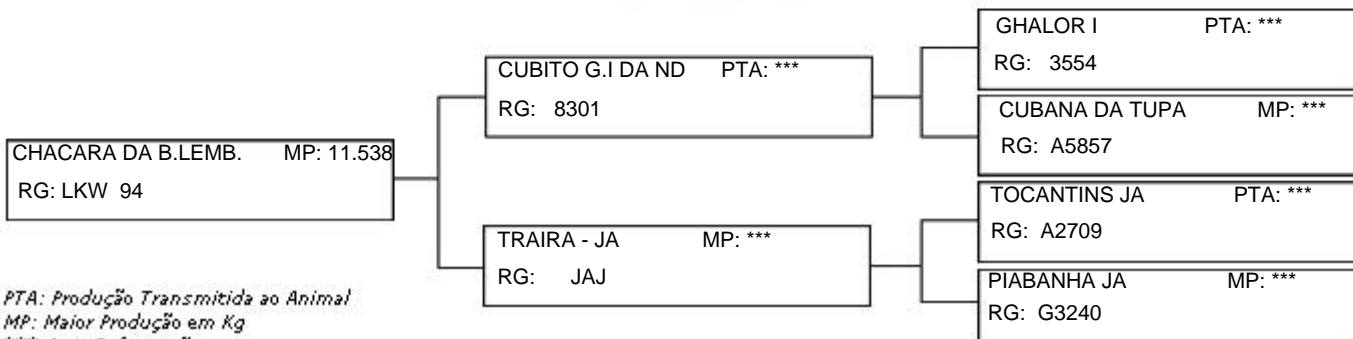 GHALOR I PTA: ***
RG: 3554
CUBITO G.I DA ND PTA: ***
RG: 8301
CUBANA DA TUPA MP: ***
RG: A5857
CHACARA DA B.LEMB. MP: 11.538
RG: LKW 94
TOCANTINS JA PTA: ***
RG: A2709
TRAIRA - JA MP: ***
RG: JAJ
PIABANHA JA MP: ***
RG: G3240
PTA: Produção Transmitida ao Animal
MP: Maior Produção em Kg